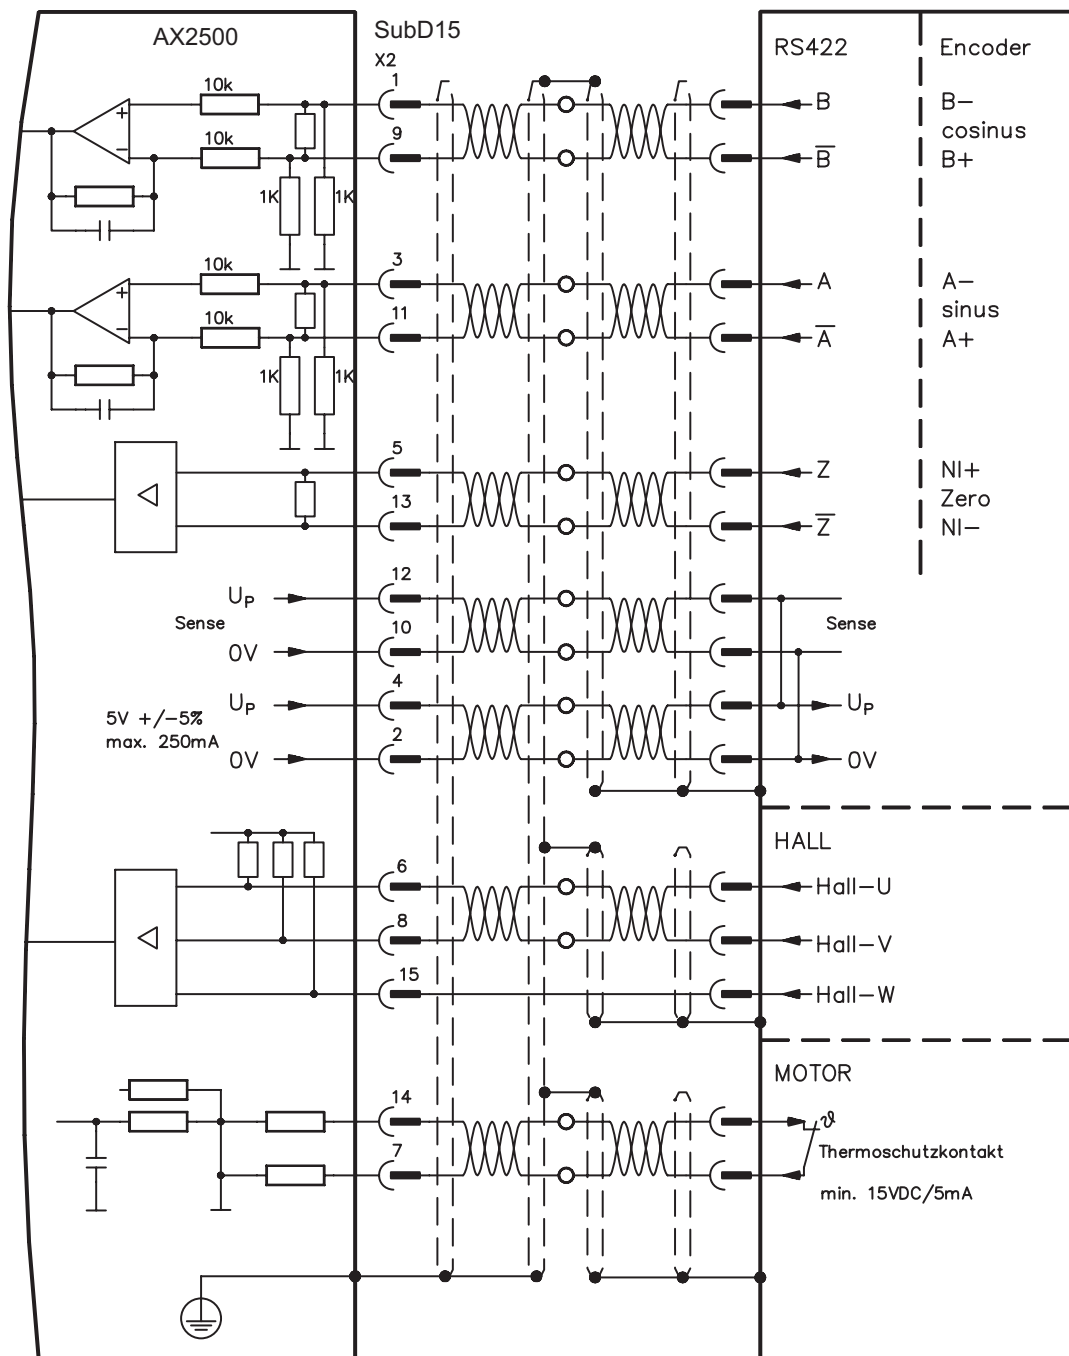 AX2500
SubD15
X2
RS422
Encoder
10k
1
B
B–
cosinus
10k
9
B̅
B+
1K
1K
10k
3
A
A–
sinus
10k
11
A̅
A+
1K
1K
5
Z
NI+
Zero
13
Z̅
NI–
UP
12
Sense
Sense
0V
10
UP
4
UP
5V +/–5%
max. 250mA
0V
2
0V
HALL
6
Hall–U
8
Hall–V
15
Hall–W
MOTOR
14
ϑ
Thermoschutzkontakt
7
min. 15VDC/5mA